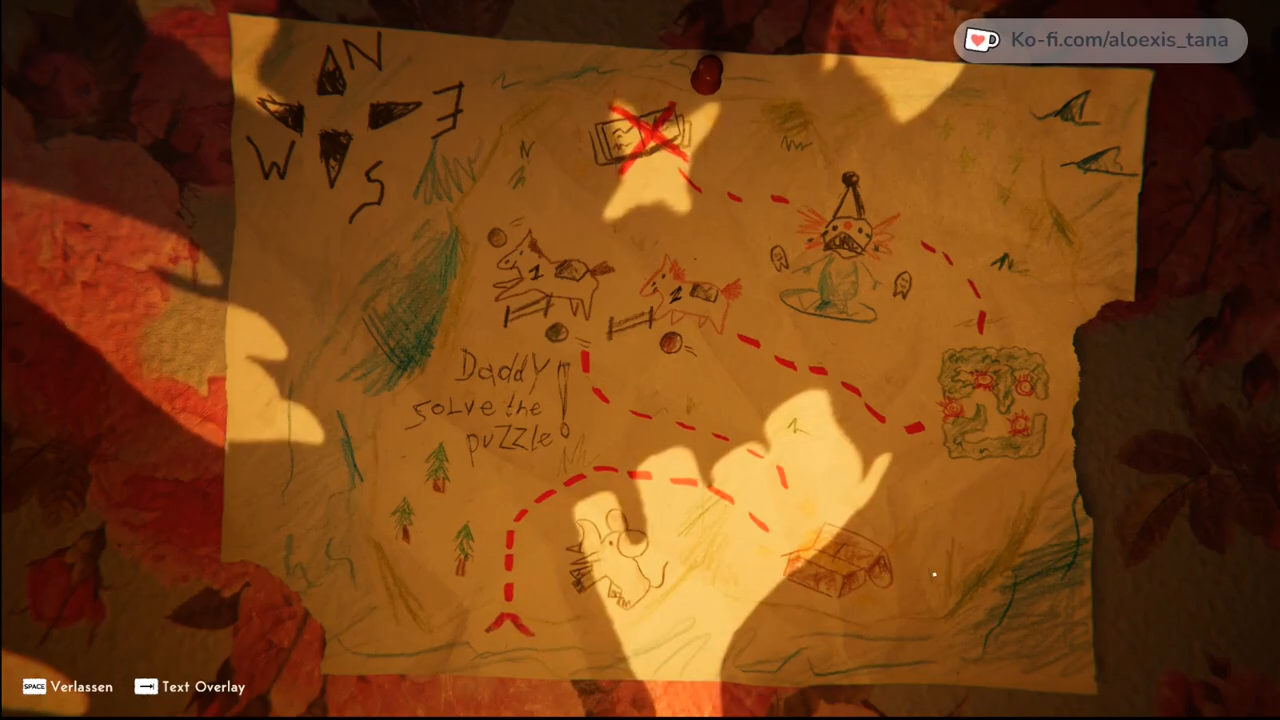 Ko-fi.com/aloexis_tana
N
W E
S
1
2
Daddy
solve the
puzzle!
SPACE Verlassen Text Overlay